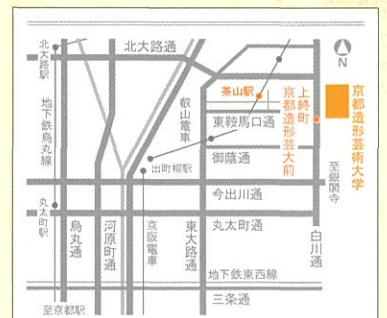 北大路通
北大路駅
N
茶山駅
上終町
京都造形芸大前
京都造形芸術大学
地下鉄烏丸線
叡山電車
東鞍馬口通
出町柳駅
御蔭通
至銀閣寺
今出川通
丸太町駅
烏丸通
河原町通
京阪電車
東大路通
丸太町通
白川通
地下鉄東西線
三条通
至京都駅